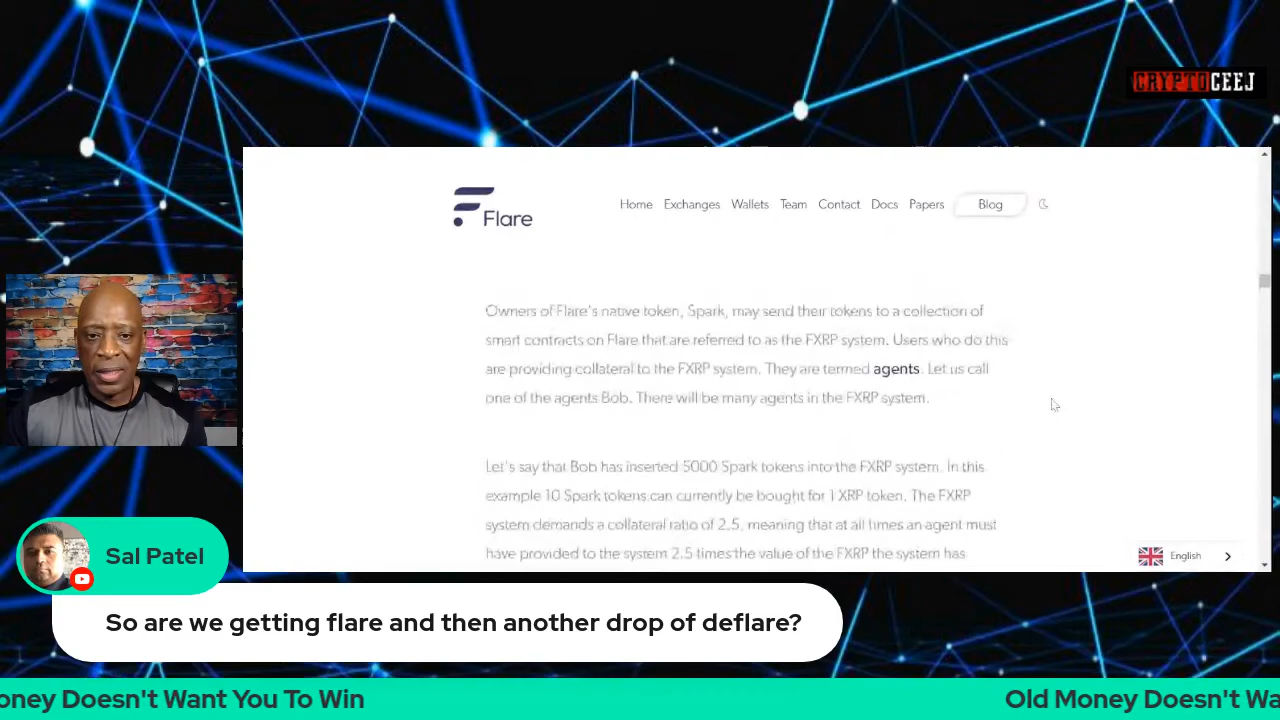 CRYPTOCEEJ
Flare
Home Exchanges Wallets Team Contact Docs Papers Blog
Owners of Flare's native token, Spark, may send their tokens to a collection of
smart contracts on Flare that are referred to as the FXRP system. Users who do this
are providing collateral to the FXRP system. They are termed agents. Let us call
one of the agents Bob. There will be many agents in the FXRP system.
Let's say that Bob has inserted 5000 Spark tokens into the FXRP system. In this
example 10 Spark tokens can currently be bought for 1 XRP token. The FXRP
system demands a collateral ratio of 2.5, meaning that at all times an agent must
have provided to the system 2.5 times the value of the FXRP the system has
English
Sal Patel
So are we getting flare and then another drop of deflare?
oney Doesn't Want You To Win
Old Money Doesn't Wa